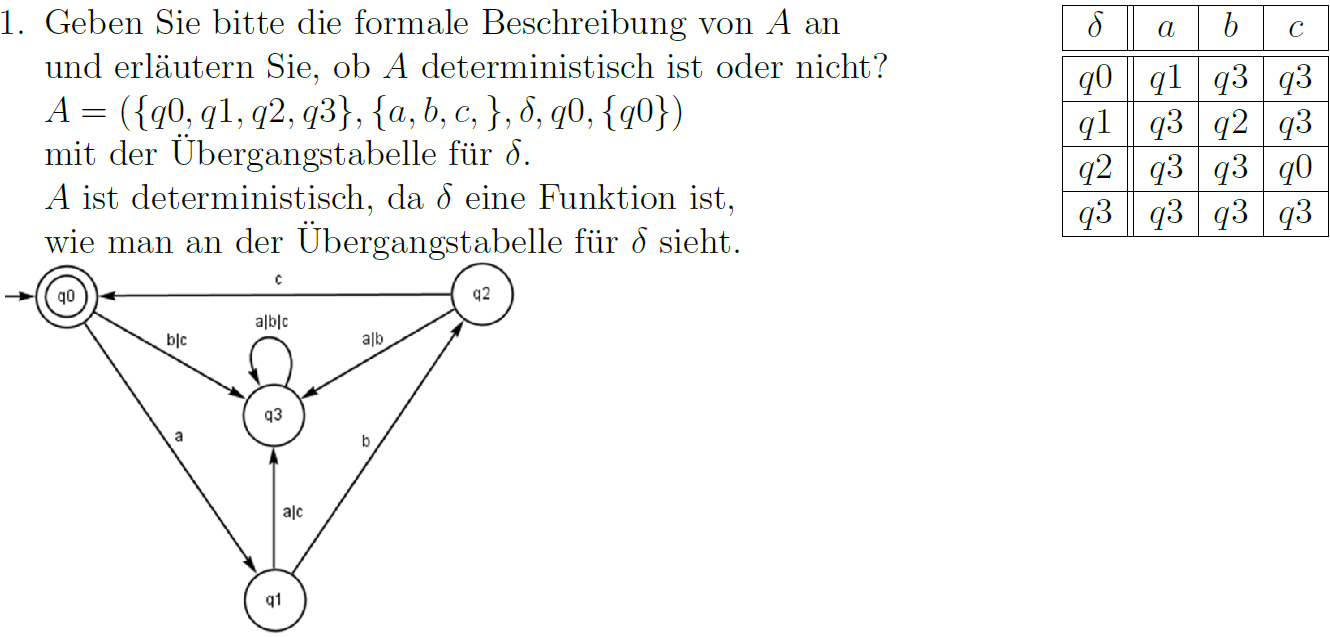 1. Geben Sie bitte die formale Beschreibung von A an
und erläutern Sie, ob A deterministisch ist oder nicht?
A = ({q0, q1, q2, q3}, {a, b, c, }, δ, q0, {q0})
mit der Übergangstabelle für δ.
A ist deterministisch, da δ eine Funktion ist,
wie man an der Übergangstabelle für δ sieht.
δ a b c
q0 q1 q3 q3
q1 q3 q2 q3
q2 q3 q3 q0
q3 q3 q3 q3
c
q0
q2
a|b|c
b|c
a|b
q3
a
b
a|c
q1